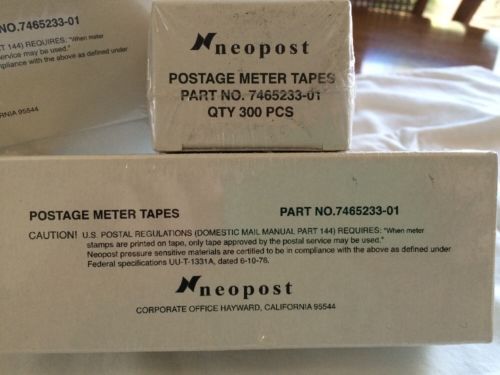 NO.7465233-01
T 144) REQUIRES: "When meter
service may be used."
compliance with the above as defined under
RNIA 95544
neopost
POSTAGE METER TAPES
PART NO. 7465233-01
QTY 300 PCS
POSTAGE METER TAPES PART NO.7465233-01
CAUTION! U.S. POSTAL REGULATIONS (DOMESTIC MAIL MANUAL PART 144) REQUIRES: "When meter
stamps are printed on tape, only tape approved by the postal service may be used."
Neopost pressure sensitive materials are certified to be in compliance with the above as defined under
Federal specifications UU-T-1331A, dated 6-10-76.
neopost
CORPORATE OFFICE HAYWARD, CALIFORNIA 95544